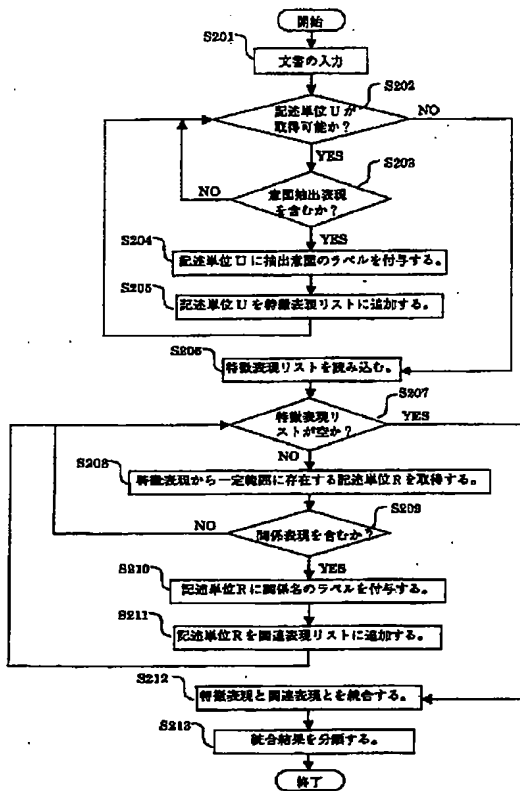 開始
S201
文書の入力
S202
記述単位Uが
取得可能か?
NO
YES
S203
意図抽出表現
を含むか?
NO
YES
S204
記述単位Uに抽出意図のラベルを付与する。
S205
記述単位Uを特徴表現リストに追加する。
S206
特徴表現リストを読み込む。
S207
特徴表現リ
ストが空か?
YES
NO
S208
特徴表現から一定範囲に存在する記述単位Rを取得する。
S209
関係表現を含むか?
NO
YES
S210
記述単位Rに関係名のラベルを付与する。
S211
記述単位Rを関連表現リストに追加する。
S212
特徴表現と関連表現とを統合する。
S213
統合結果を分類する。
終了